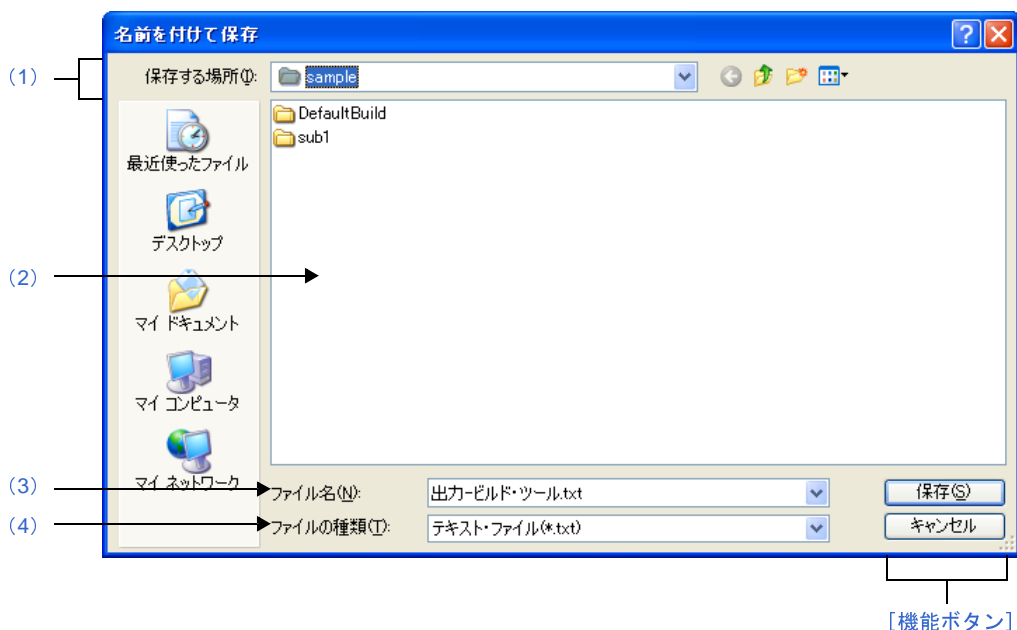 名前を付けて保存
(1)
保存する場所(I):
sample
DefaultBuild
sub1
最近使ったファイル
デスクトップ
(2)
マイ ドキュメント
マイ コンピュータ
マイ ネットワーク
(3)
ファイル名(N):
出力-ビルド・ツール.txt
保存(S)
(4)
ファイルの種類(T):
テキスト・ファイル(*.txt)
キャンセル
[機能ボタン]